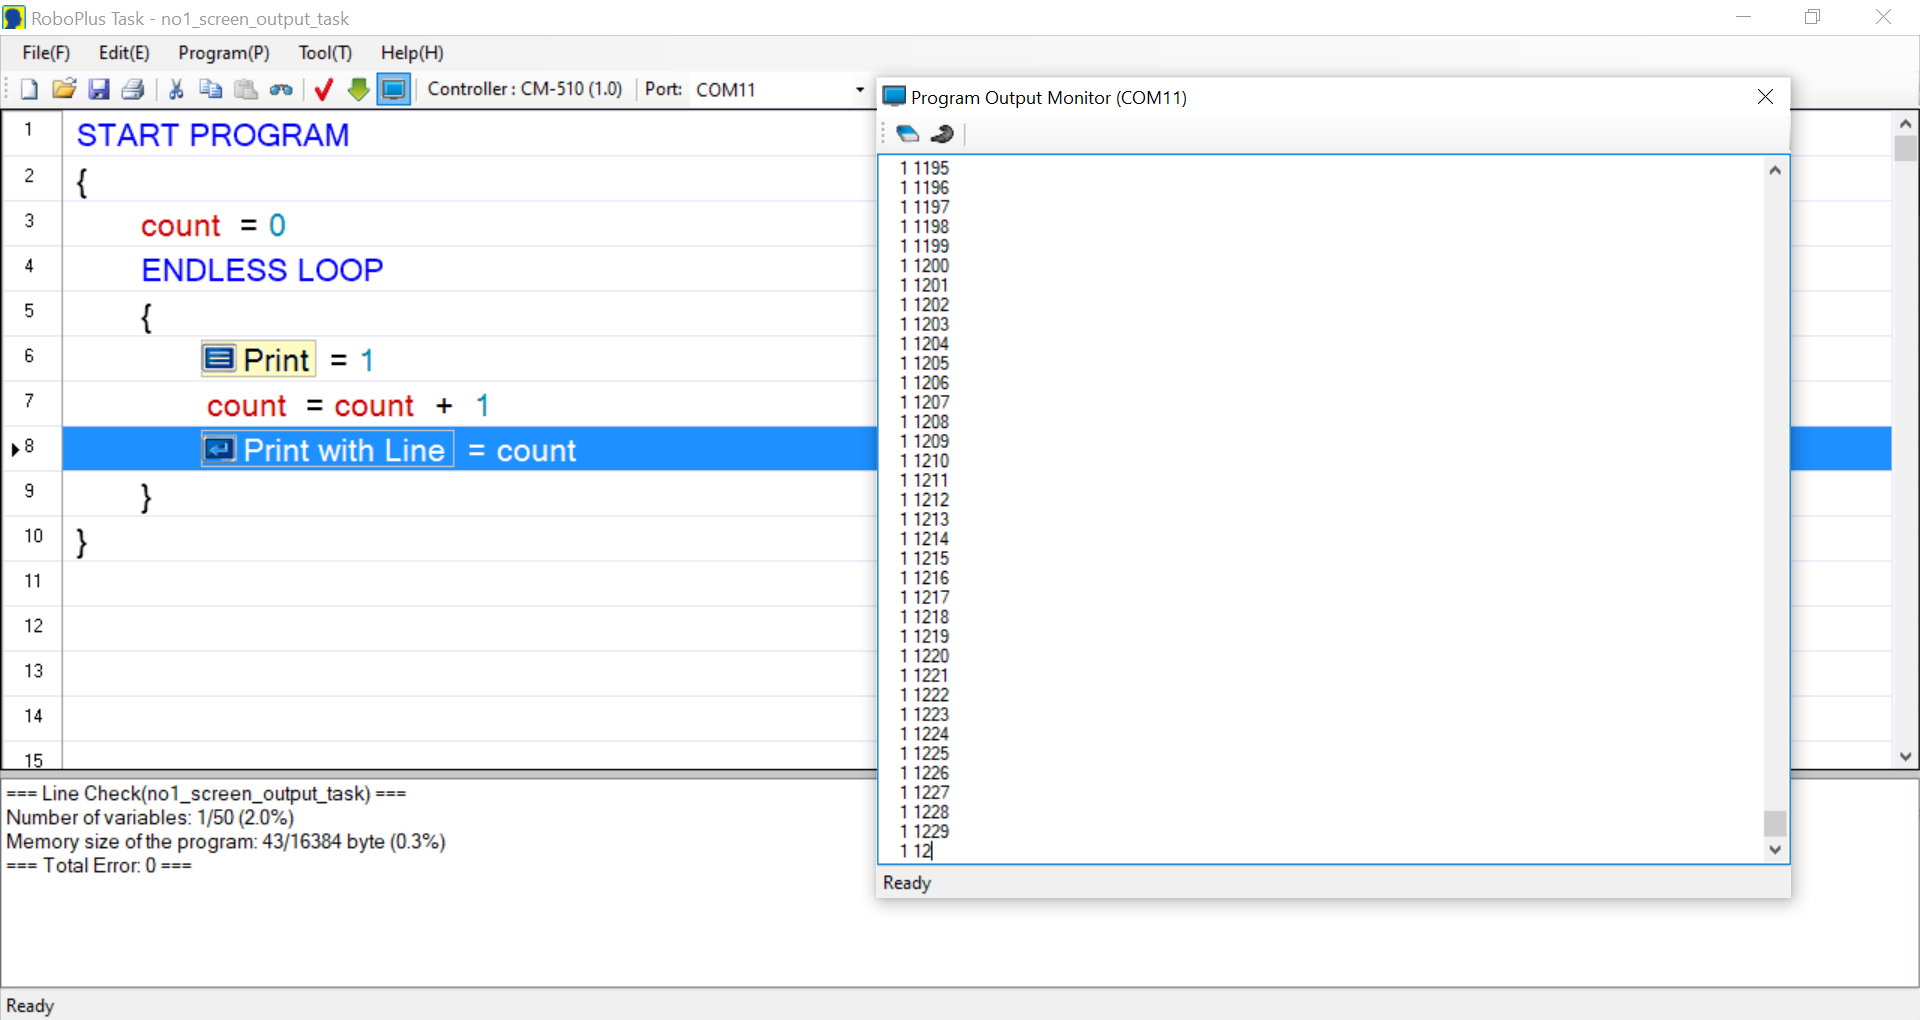 RoboPlus Task - no1_screen_output_task
File(F) Edit(E) Program(P) Tool(T) Help(H)
Controller : CM-510 (1.0) Port: COM11
1 START PROGRAM
2 {
3 count = 0
4 ENDLESS LOOP
5 {
6 Print = 1
7 count = count + 1
8 Print with Line = count
9 }
10 }
11
12
13
14
15
=== Line Check(no1_screen_output_task) ===
Number of variables: 1/50 (2.0%)
Memory size of the program: 43/16384 byte (0.3%)
=== Total Error: 0 ===
Ready
Program Output Monitor (COM11)
1 1195
1 1196
1 1197
1 1198
1 1199
1 1200
1 1201
1 1202
1 1203
1 1204
1 1205
1 1206
1 1207
1 1208
1 1209
1 1210
1 1211
1 1212
1 1213
1 1214
1 1215
1 1216
1 1217
1 1218
1 1219
1 1220
1 1221
1 1222
1 1223
1 1224
1 1225
1 1226
1 1227
1 1228
1 1229
1 12
Ready